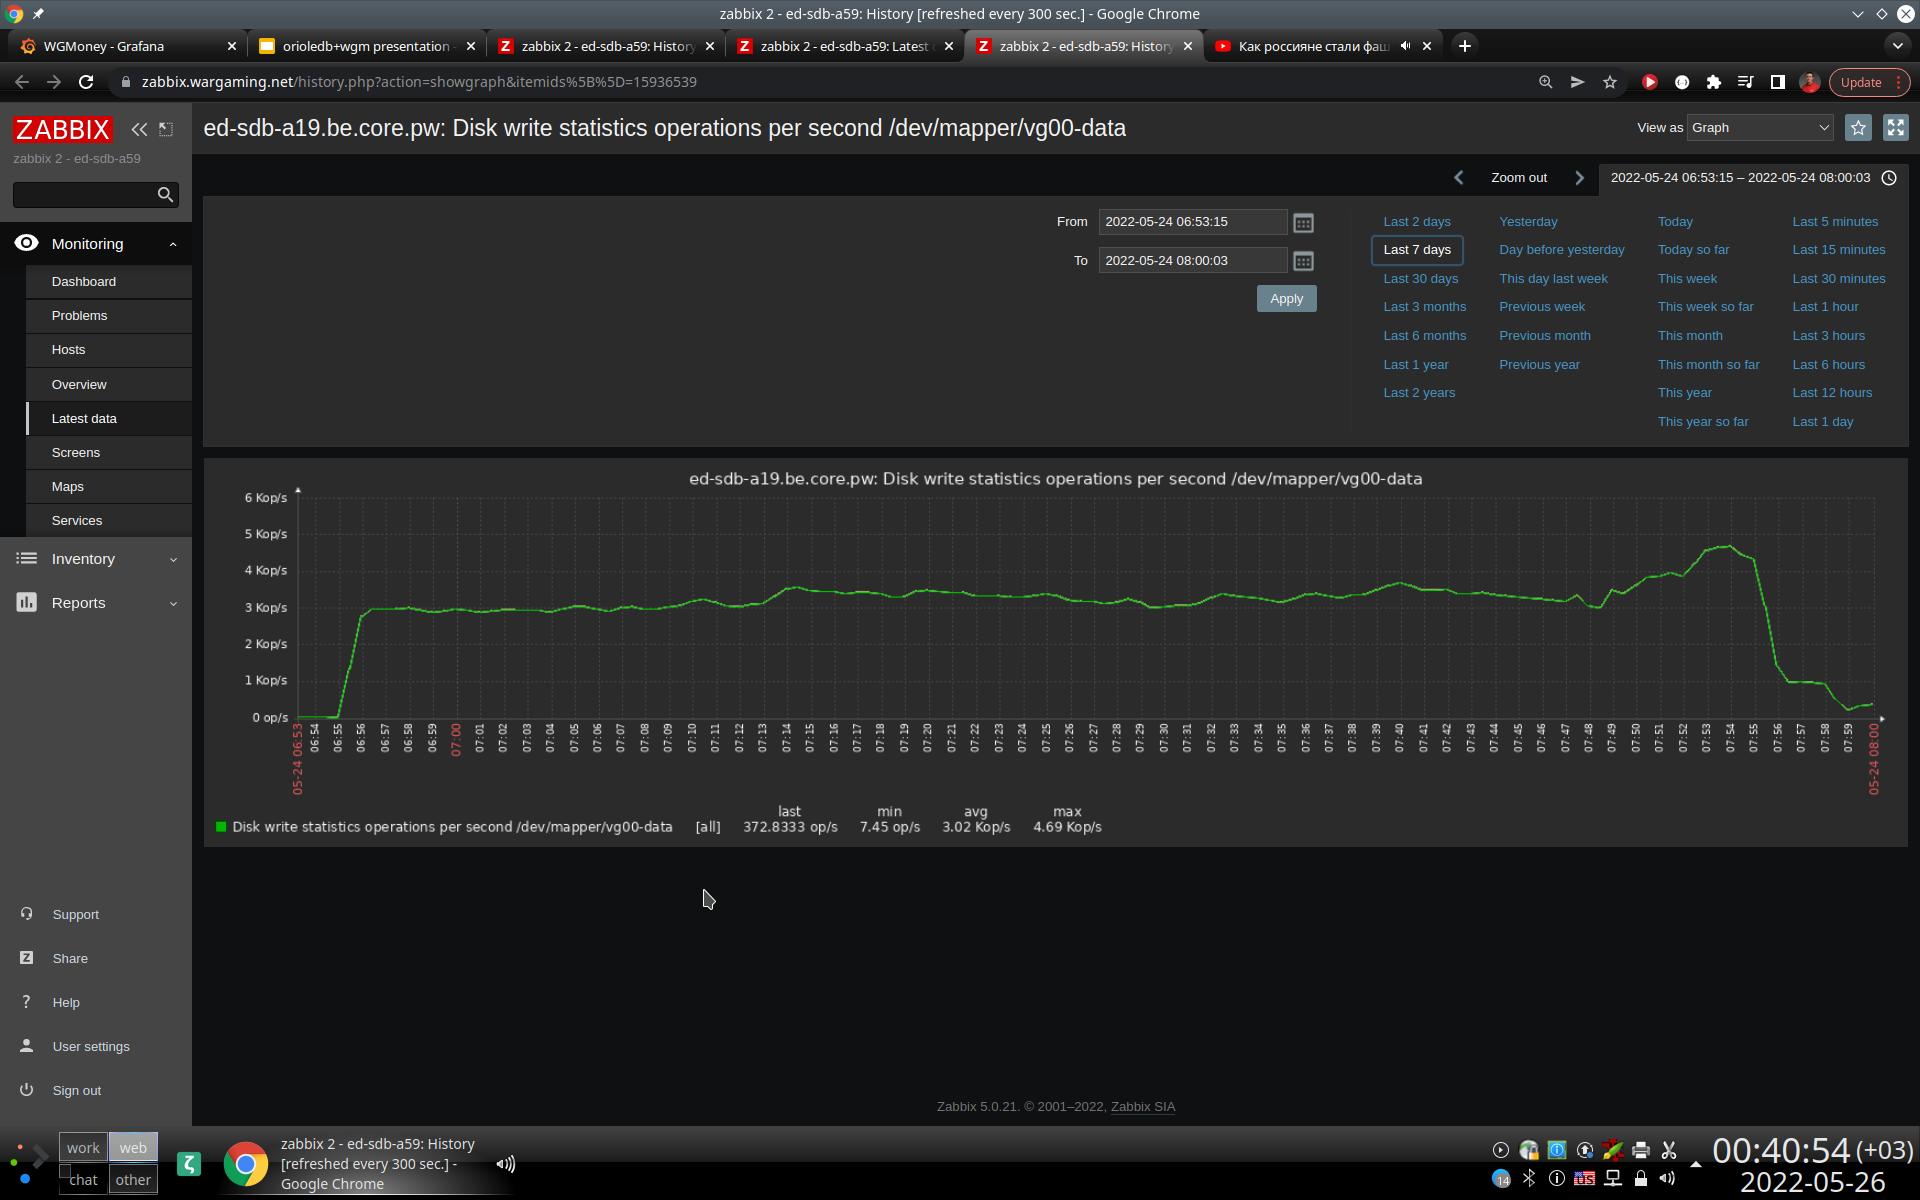 zabbix 2 - ed-sdb-a59: History [refreshed every 300 sec.] - Google Chrome
WGMoney - Grafana
orioledb+wgm presentation -
zabbix 2 - ed-sdb-a59: History
zabbix 2 - ed-sdb-a59: Latest
zabbix 2 - ed-sdb-a59: History
Как россияне стали фаш
zabbix.wargaming.net/history.php?action=showgraph&itemids%5B%5D=15936539
Update
ZABBIX
zabbix 2 - ed-sdb-a59
Monitoring
Dashboard
Problems
Hosts
Overview
Latest data
Screens
Maps
Services
Inventory
Reports
Support
Share
Help
User settings
Sign out
ed-sdb-a19.be.core.pw: Disk write statistics operations per second /dev/mapper/vg00-data
View as Graph
Zoom out
2022-05-24 06:53:15 – 2022-05-24 08:00:03
From 2022-05-24 06:53:15
To 2022-05-24 08:00:03
Apply
Last 2 days Yesterday Today Last 5 minutes
Last 7 days Day before yesterday Today so far Last 15 minutes
Last 30 days This day last week This week Last 30 minutes
Last 3 months Previous week This week so far Last 1 hour
Last 6 months Previous month This month Last 3 hours
Last 1 year Previous year This month so far Last 6 hours
Last 2 years This year Last 12 hours
This year so far Last 1 day
ed-sdb-a19.be.core.pw: Disk write statistics operations per second /dev/mapper/vg00-data
6 Kop/s
5 Kop/s
4 Kop/s
3 Kop/s
2 Kop/s
1 Kop/s
0 op/s
05-24 06:53 06:54 06:55 06:56 06:57 06:58 06:59 07:00 07:01 07:02 07:03 07:04 07:05 07:06 07:07 07:08 07:09 07:10 07:11 07:12 07:13 07:14 07:15 07:16 07:17 07:18 07:19 07:20 07:21 07:22 07:23 07:24 07:25 07:26 07:27 07:28 07:29 07:30 07:31 07:32 07:33 07:34 07:35 07:36 07:37 07:38 07:39 07:40 07:41 07:42 07:43 07:44 07:45 07:46 07:47 07:48 07:49 07:50 07:51 07:52 07:53 07:54 07:55 07:56 07:57 07:58 07:59 05-24 08:00
last min avg max
Disk write statistics operations per second /dev/mapper/vg00-data [all] 372.8333 op/s 7.45 op/s 3.02 Kop/s 4.69 Kop/s
Zabbix 5.0.21. © 2001–2022, Zabbix SIA
work web
chat other
zabbix 2 - ed-sdb-a59: History
[refreshed every 300 sec.] -
Google Chrome
14
US
00:40:54 (+03)
2022-05-26